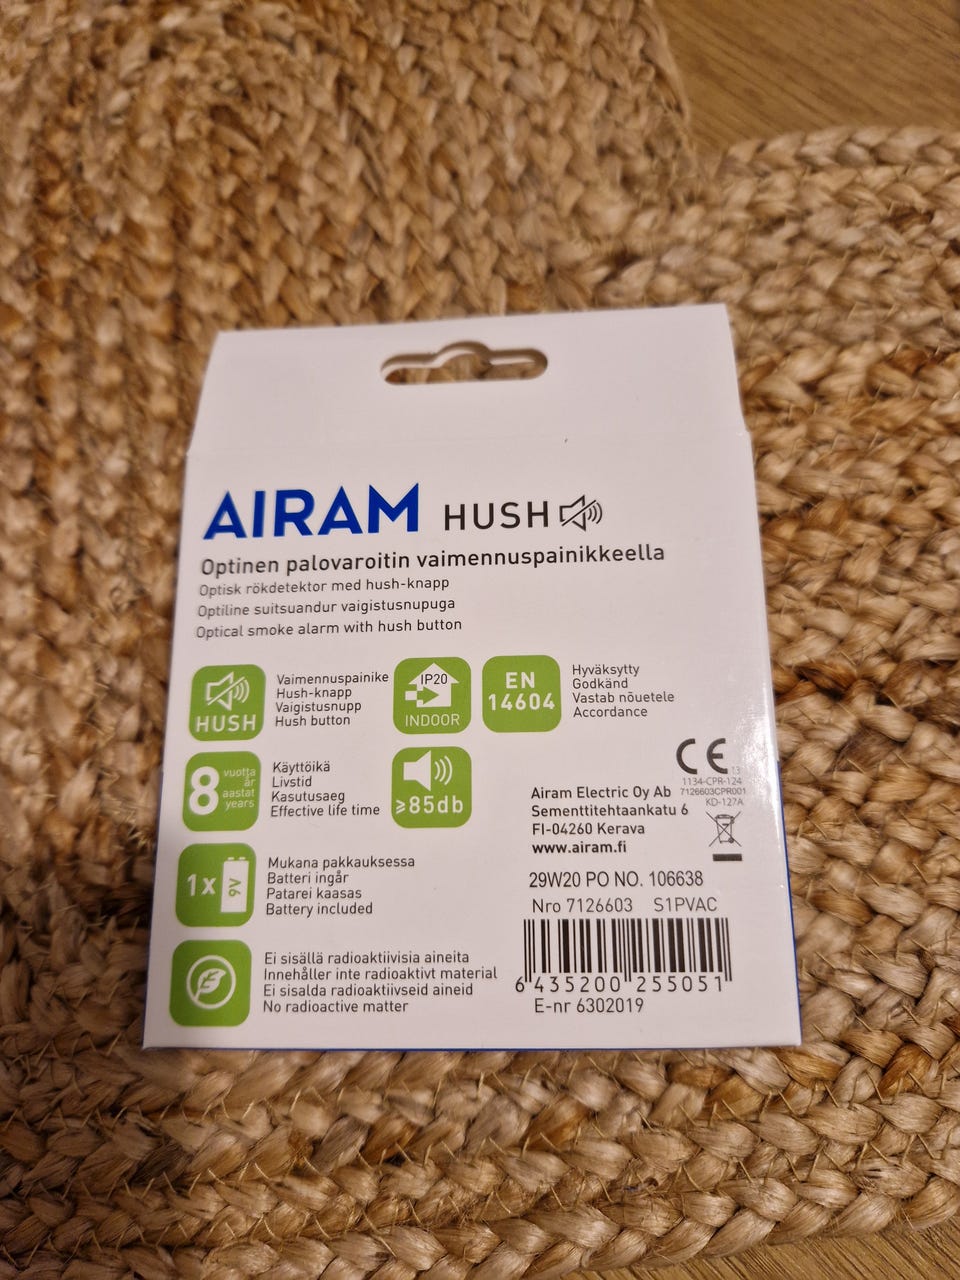 AIRAM HUSH
Optinen palovaroitin vaimennuspainikkeella
Optisk rökdetektor med hush-knapp
Optiline suitsuandur vaigistusnupuga
Optical smoke alarm with hush button
HUSH
Vaimennuspainike
Hush-knapp
Vaigistusnupp
Hush button
IP20
INDOOR
EN
14604
Hyväksytty
Godkänd
Vastab nõuetele
Accordance
8 vuotta
år
aastat
years
Käyttöikä
Livstid
Kasutusaeg
Effective life time
≥85db
CE
13
1134-CPR-124
7126603CPR001
KD-127A
Airam Electric Oy Ab
Sementtitehtaankatu 6
FI-04260 Kerava
www.airam.fi
1x 9V
Mukana pakkauksessa
Batteri ingår
Patarei kaasas
Battery included
29W20 PO NO. 106638
Nro 7126603 S1PVAC
6 435200 255051
E-nr 6302019
Ei sisällä radioaktiivisia aineita
Innehåller inte radioaktivt material
Ei sisalda radioaktiivseid aineid
No radioactive matter